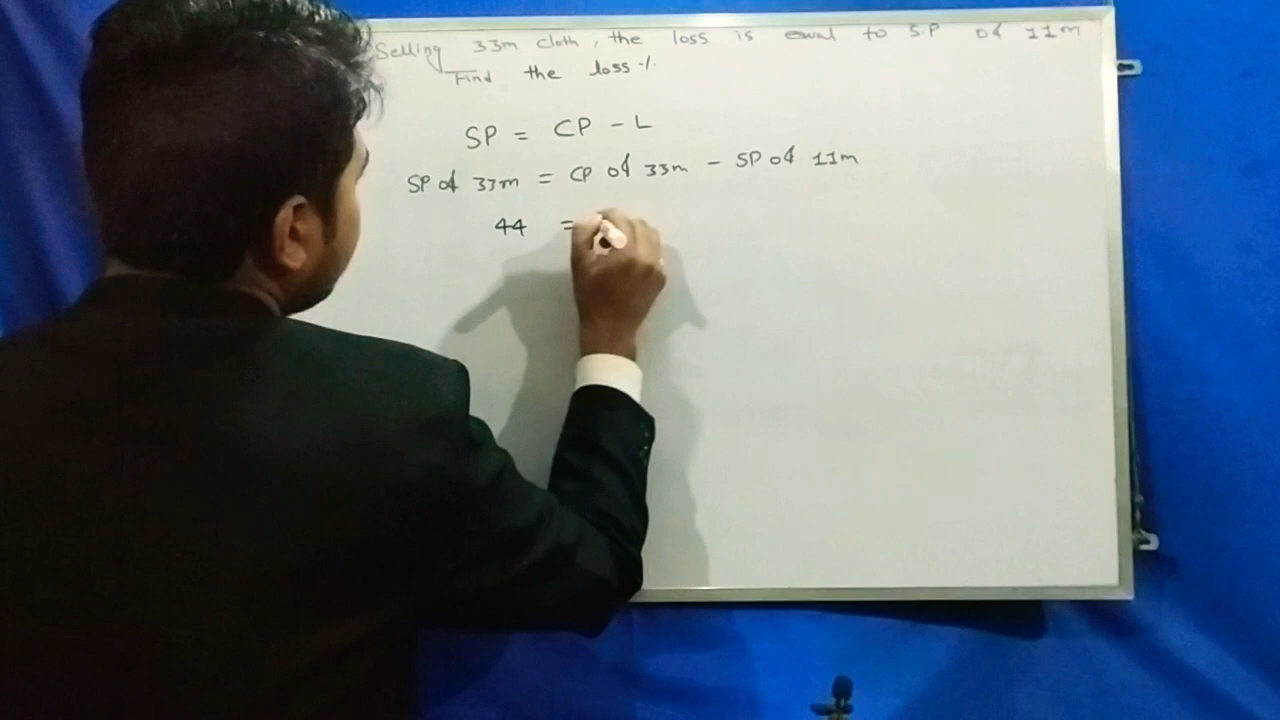 Selling 33m cloth, the loss is equal to S.P of 11m
Find the loss %
SP = CP - L
SP of 33m = CP of 33m - SP of 11m
44 =